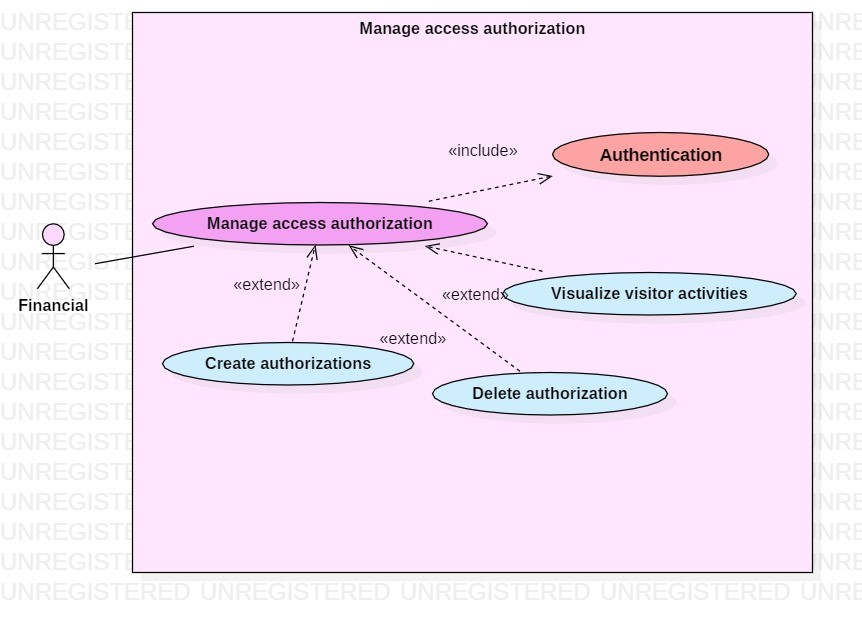 Manage access authorization
«include»
Authentication
Manage access authorization
«extend»
«extend»
Visualize visitor activities
Financial
«extend»
Create authorizations
Delete authorization
UNREGISTERED UNREGISTERED UNREGISTERED UNREGISTERED UNRE